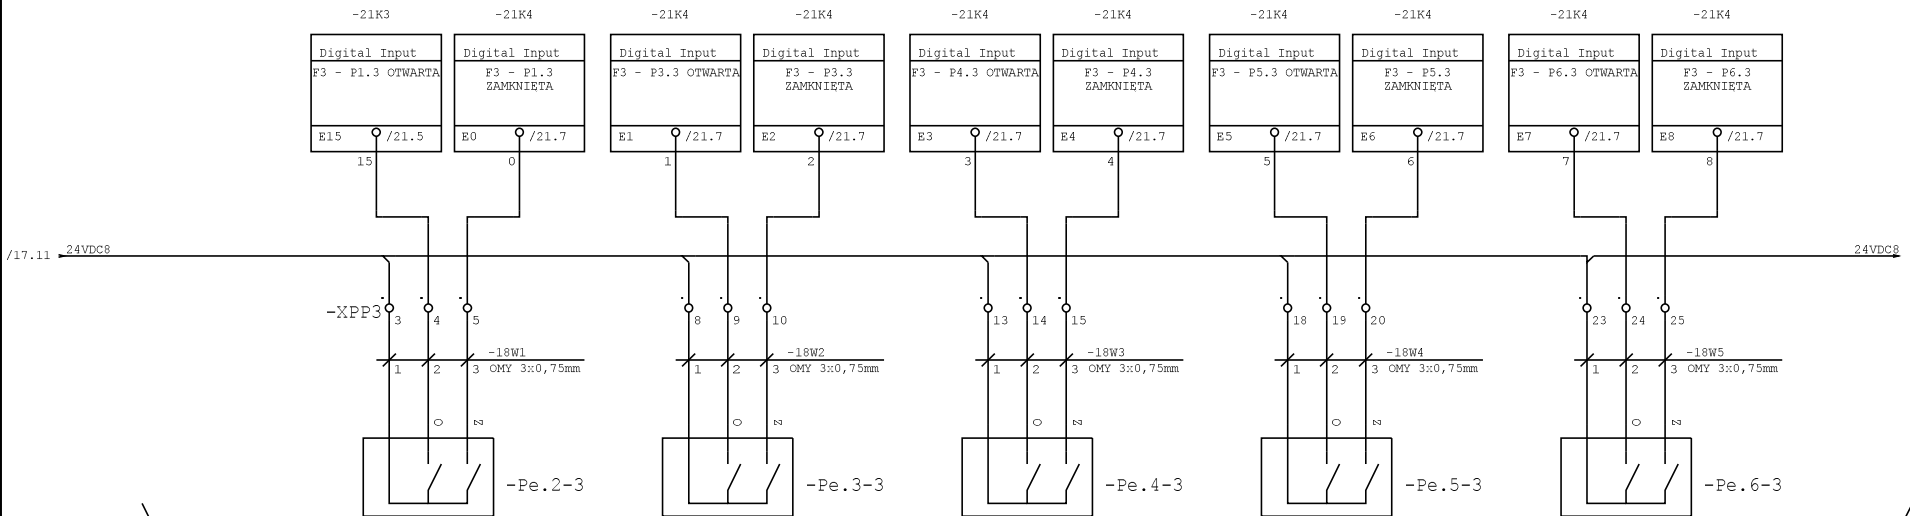 -21K3 -21K4 -21K4 -21K4 -21K4 -21K4 -21K4 -21K4 -21K4 -21K4
Digital Input Digital Input Digital Input Digital Input Digital Input Digital Input Digital Input Digital Input Digital Input Digital Input
F3 - P1.3 OTWARTA F3 - P1.3 F3 - P3.3 OTWARTA F3 - P3.3 F3 - P4.3 OTWARTA F3 - P4.3 F3 - P5.3 OTWARTA F3 - P5.3 F3 - P6.3 OTWARTA F3 - P6.3
ZAMKNIĘTA ZAMKNIĘTA ZAMKNIĘTA ZAMKNIĘTA ZAMKNIĘTA
E15 /21.5 E0 /21.7 E1 /21.7 E2 /21.7 E3 /21.7 E4 /21.7 E5 /21.7 E6 /21.7 E7 /21.7 E8 /21.7
15 0 1 2 3 4 5 6 7 8
/17.11 24VDC8 24VDC8
-XPP3 3 4 5 8 9 10 13 14 15 18 19 20 23 24 25
-18W1 -18W2 -18W3 -18W4 -18W5
1 2 3 OMY 3x0,75mm 1 2 3 OMY 3x0,75mm 1 2 3 OMY 3x0,75mm 1 2 3 OMY 3x0,75mm 1 2 3 OMY 3x0,75mm
O Z O Z O Z O Z O Z
-Pe.2-3 -Pe.3-3 -Pe.4-3 -Pe.5-3 -Pe.6-3